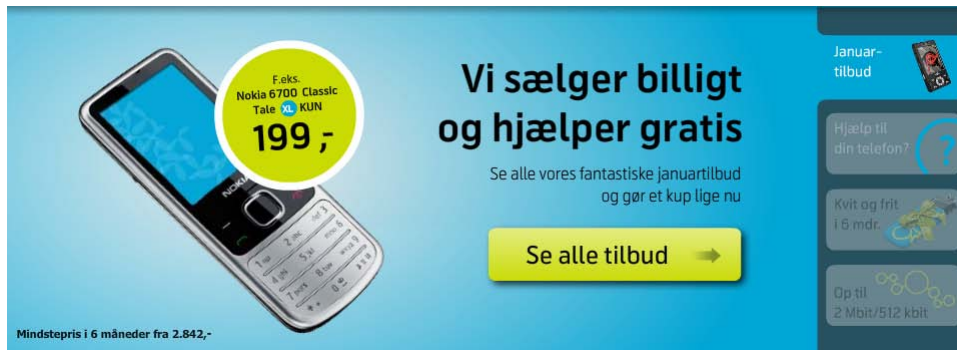 F.eks.
Nokia 6700 Classic
Tale XL KUN
199,-
NOKIA
Mindstepris i 6 måneder fra 2.842,-
Vi sælger billigt
og hjælper gratis
Se alle vores fantastiske januartilbud
og gør et kup lige nu
Se alle tilbud
Januar-
tilbud
Hjælp til
din telefon?
?
Kvit og frit
i 6 mdr.
Op til
2 Mbit/512 kbit